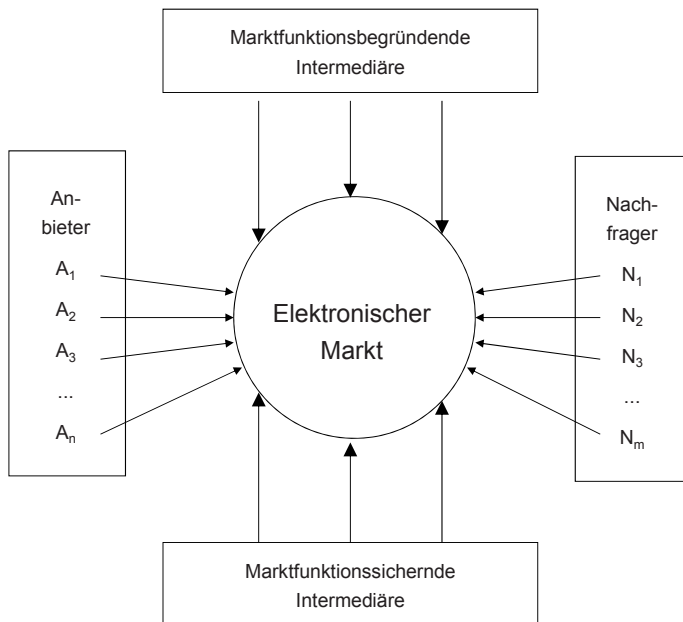 Marktfunktionsbegründende
Intermediäre
An-
bieter
A1
A2
A3
...
An
Elektronischer
Markt
Nach-
frager
N1
N2
N3
...
Nm
Marktfunktionssichernde
Intermediäre